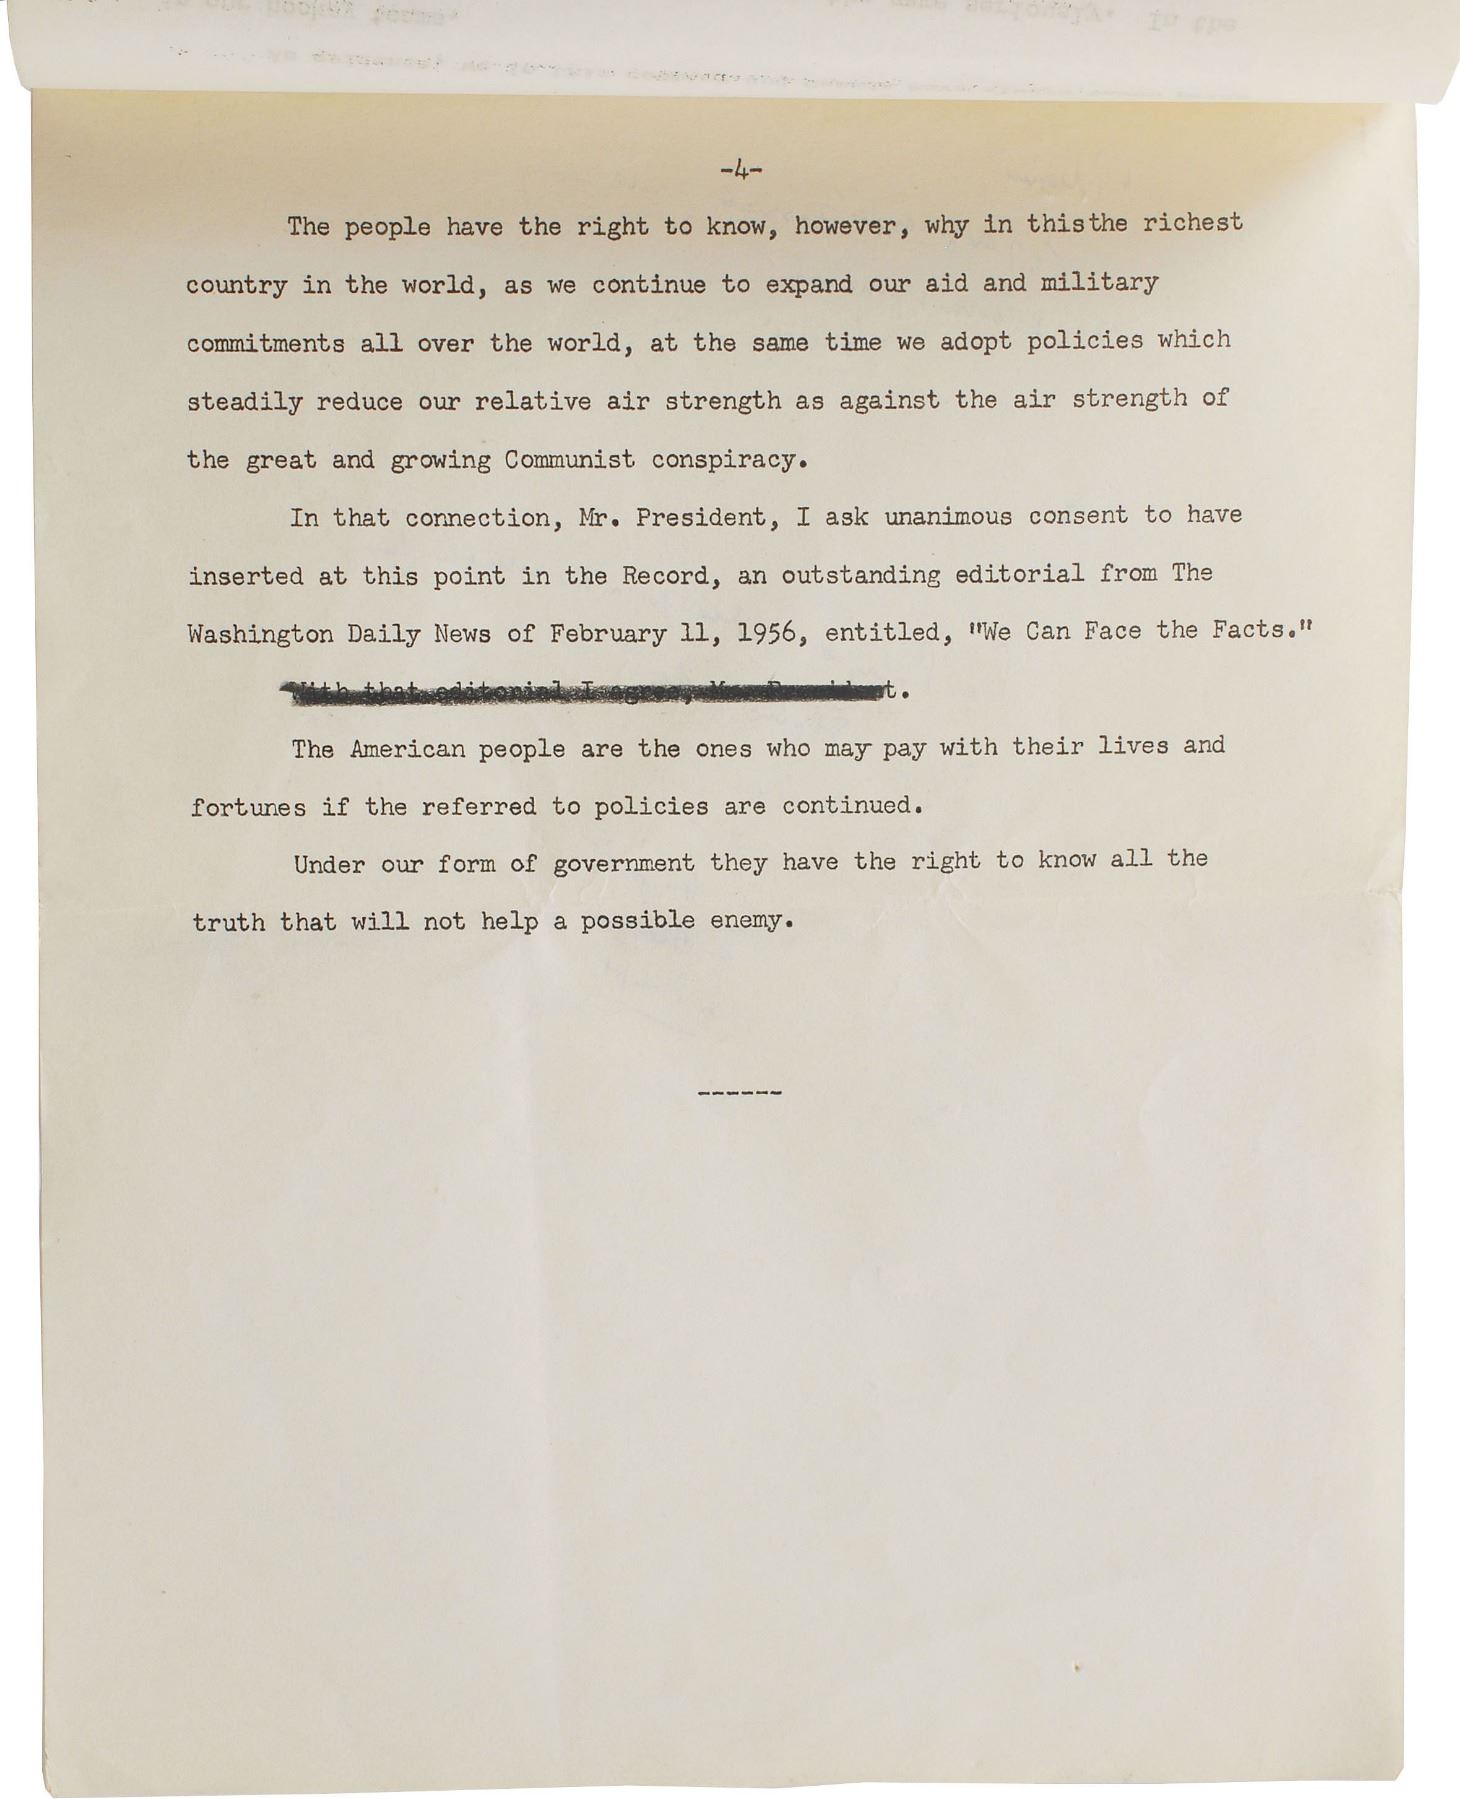 -4-
The people have the right to know, however, why in thisthe richest
country in the world, as we continue to expand our aid and military
commitments all over the world, at the same time we adopt policies which
steadily reduce our relative air strength as against the air strength of
the great and growing Communist conspiracy.
In that connection, Mr. President, I ask unanimous consent to have
inserted at this point in the Record, an outstanding editorial from The
Washington Daily News of February 11, 1956, entitled, "We Can Face the Facts."
With that editorial I agree, Mr. President.
The American people are the ones who may pay with their lives and
fortunes if the referred to policies are continued.
Under our form of government they have the right to know all the
truth that will not help a possible enemy.
------